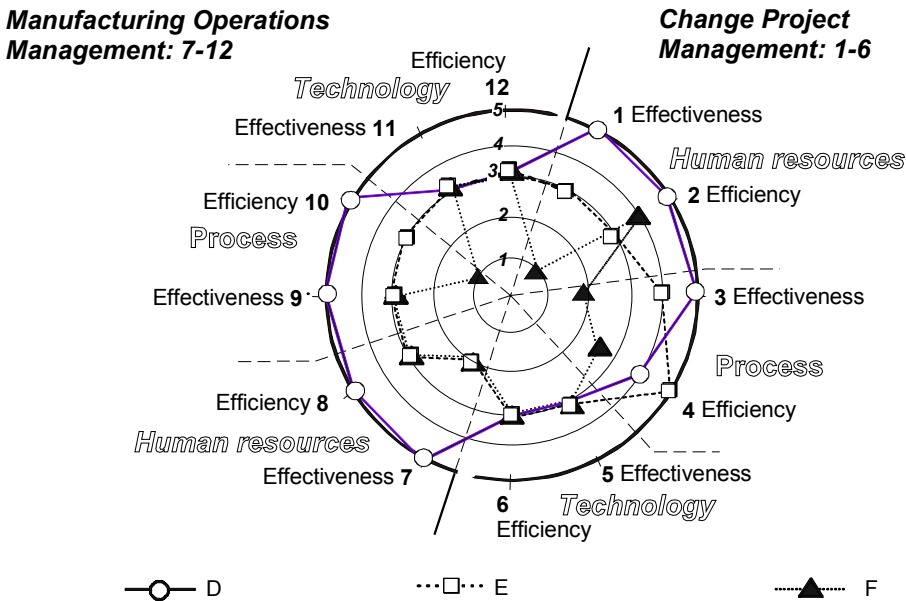 Manufacturing Operations
Management: 7-12
Change Project
Management: 1-6
Efficiency
12
Technology
5
1 Effectiveness
Effectiveness 11
4
Human resources
3
2 Efficiency
Efficiency 10
2
Process
1
Effectiveness 9
3 Effectiveness
Process
Efficiency 8
4 Efficiency
Human resources
Effectiveness 7
5 Effectiveness
6
Technology
Efficiency
D
E
F